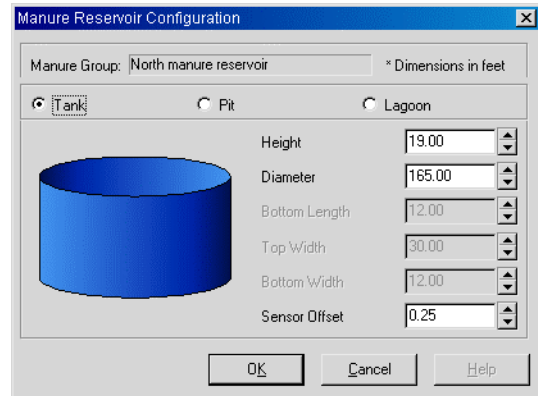 Manure Reservoir Configuration
Manure Group: North manure reservoir * Dimensions in feet
Tank Pit Lagoon
Height 19.00
Diameter 165.00
Bottom Length 12.00
Top Width 30.00
Bottom Width 12.00
Sensor Offset 0.25
OK Cancel Help